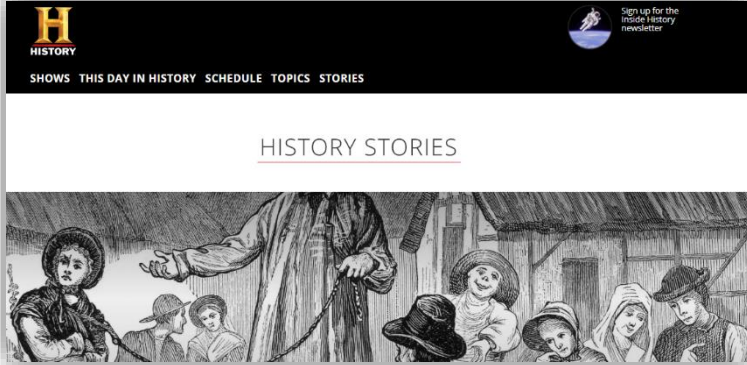 H
HISTORY
Sign up for the
Inside History
newsletter
SHOWS THIS DAY IN HISTORY SCHEDULE TOPICS STORIES
HISTORY STORIES